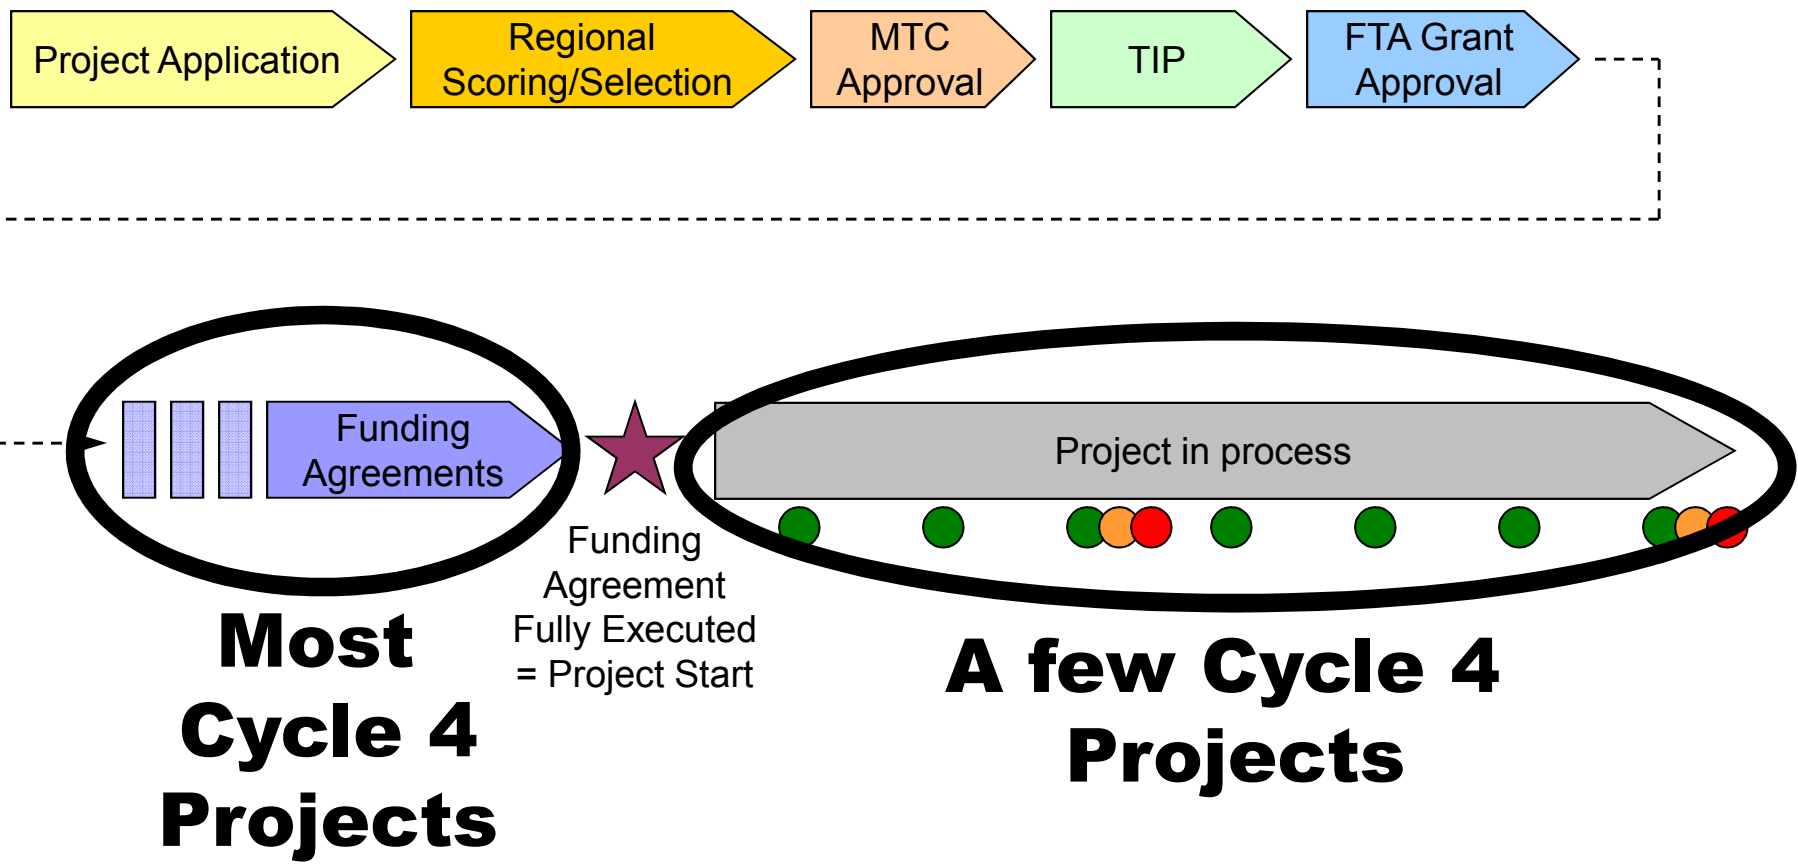 Project Application
Regional
Scoring/Selection
MTC
Approval
TIP
FTA Grant
Approval
Funding
Agreements
Funding
Agreement
Fully Executed
= Project Start
Project in process
Most
Cycle 4
Projects
A few Cycle 4
Projects